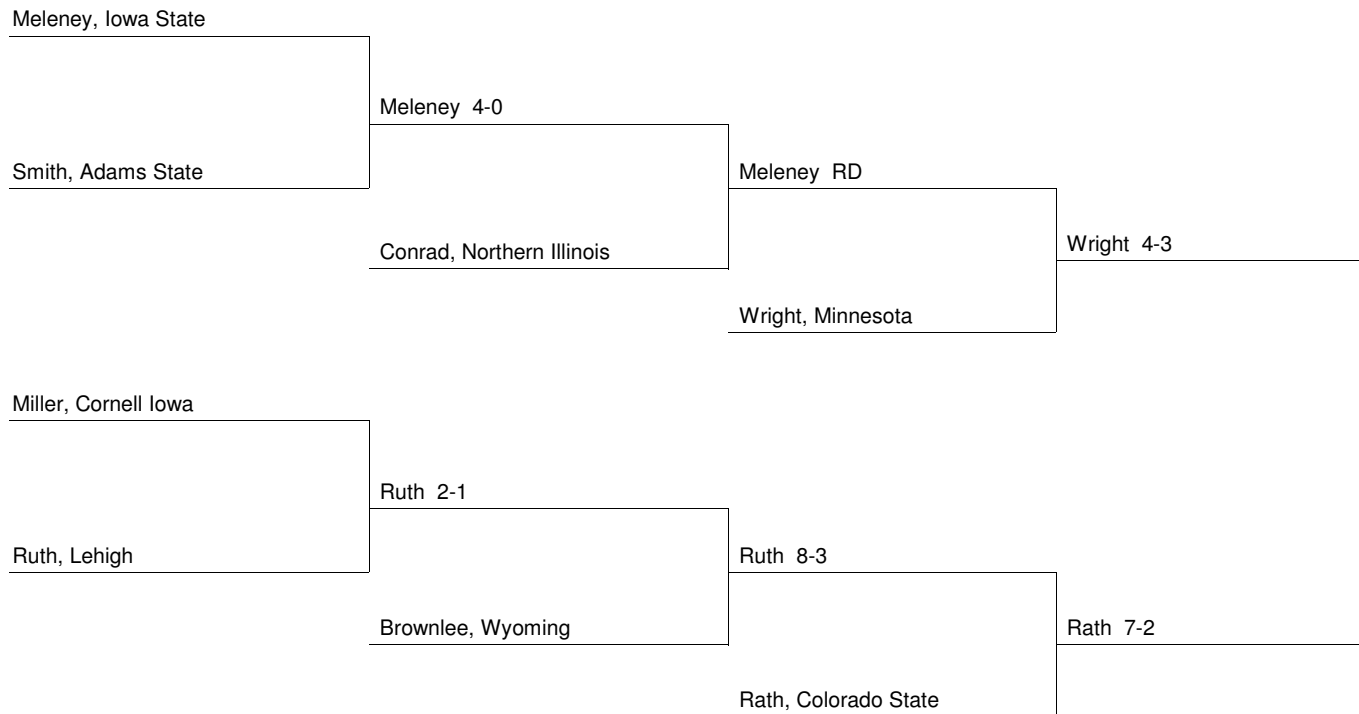 Meleney, Iowa State
Meleney 4-0
Smith, Adams State
Meleney RD
Conrad, Northern Illinois
Wright 4-3
Wright, Minnesota
Miller, Cornell Iowa
Ruth 2-1
Ruth, Lehigh
Ruth 8-3
Brownlee, Wyoming
Rath 7-2
Rath, Colorado State